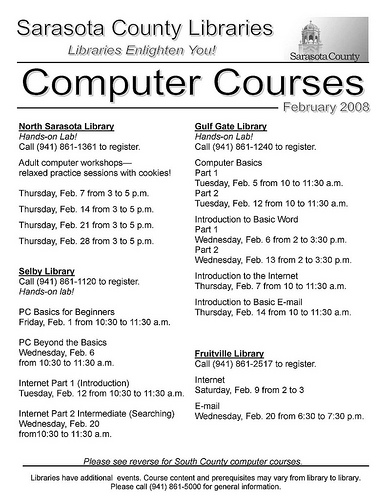 Sarasota County Libraries
Libraries Enlighten You!
Sarasota County
Computer Courses
February 2008
North Sarasota Library
Hands-on Lab!
Call (941) 861-1361 to register.
Adult computer workshops—
relaxed practice sessions with cookies!
Thursday, Feb. 7 from 3 to 5 p.m.
Thursday, Feb. 14 from 3 to 5 p.m.
Thursday, Feb. 21 from 3 to 5 p.m.
Thursday, Feb. 28 from 3 to 5 p.m.
Selby Library
Call (941) 861-1120 to register.
Hands-on lab!
PC Basics for Beginners
Friday, Feb. 1 from 10:30 to 11:30 a.m.
PC Beyond the Basics
Wednesday, Feb. 6
from 10:30 to 11:30 a.m.
Internet Part 1 (Introduction)
Tuesday, Feb. 12 from 10:30 to 11:30 a.m.
Internet Part 2 Intermediate (Searching)
Wednesday, Feb. 20
from10:30 to 11:30 a.m.
Gulf Gate Library
Hands-on Lab!
Call (941) 861-1240 to register.
Computer Basics
Part 1
Tuesday, Feb. 5 from 10 to 11:30 a.m.
Part 2
Tuesday, Feb. 12 from 10 to 11:30 a.m.
Introduction to Basic Word
Part 1
Wednesday, Feb. 6 from 2 to 3:30 p.m.
Part 2
Wednesday, Feb. 13 from 2 to 3:30 p.m.
Introduction to the Internet
Thursday, Feb. 7 from 10 to 11:30 a.m.
Introduction to Basic E-mail
Thursday, Feb. 14 from 10 to 11:30 a.m.
Fruitville Library
Call (941) 861-2517 to register.
Internet
Saturday, Feb. 9 from 2 to 3
E-mail
Wednesday, Feb. 20 from 6:30 to 7:30 p.m.
Please see reverse for South County computer courses.
Libraries have additional events. Course content and prerequisites may vary from library to library.
Please call (941) 861-5000 for general information.